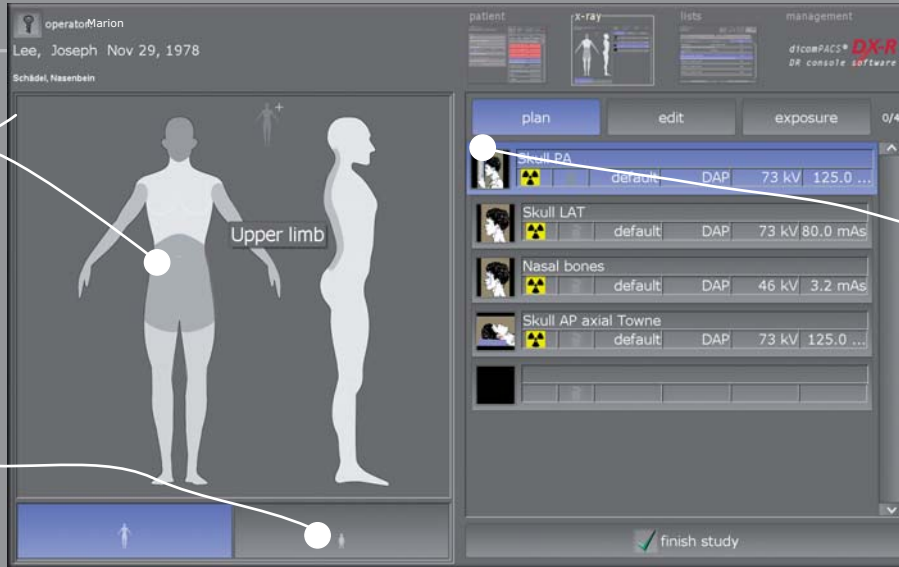 operator Marion
Lee, Joseph Nov 29, 1978
Schädel, Nasenbein
Upper limb
patient
x-ray
lists
management
dicomPACS® DX-R
DR console software
plan
edit
exposure
0/4
Skull PA
default DAP 73 kV 125.0 ...
Skull LAT
default DAP 73 kV 80.0 mAs
Nasal bones
default DAP 46 kV 3.2 mAs
Skull AP axial Towne
default DAP 73 kV 125.0 ...
finish study